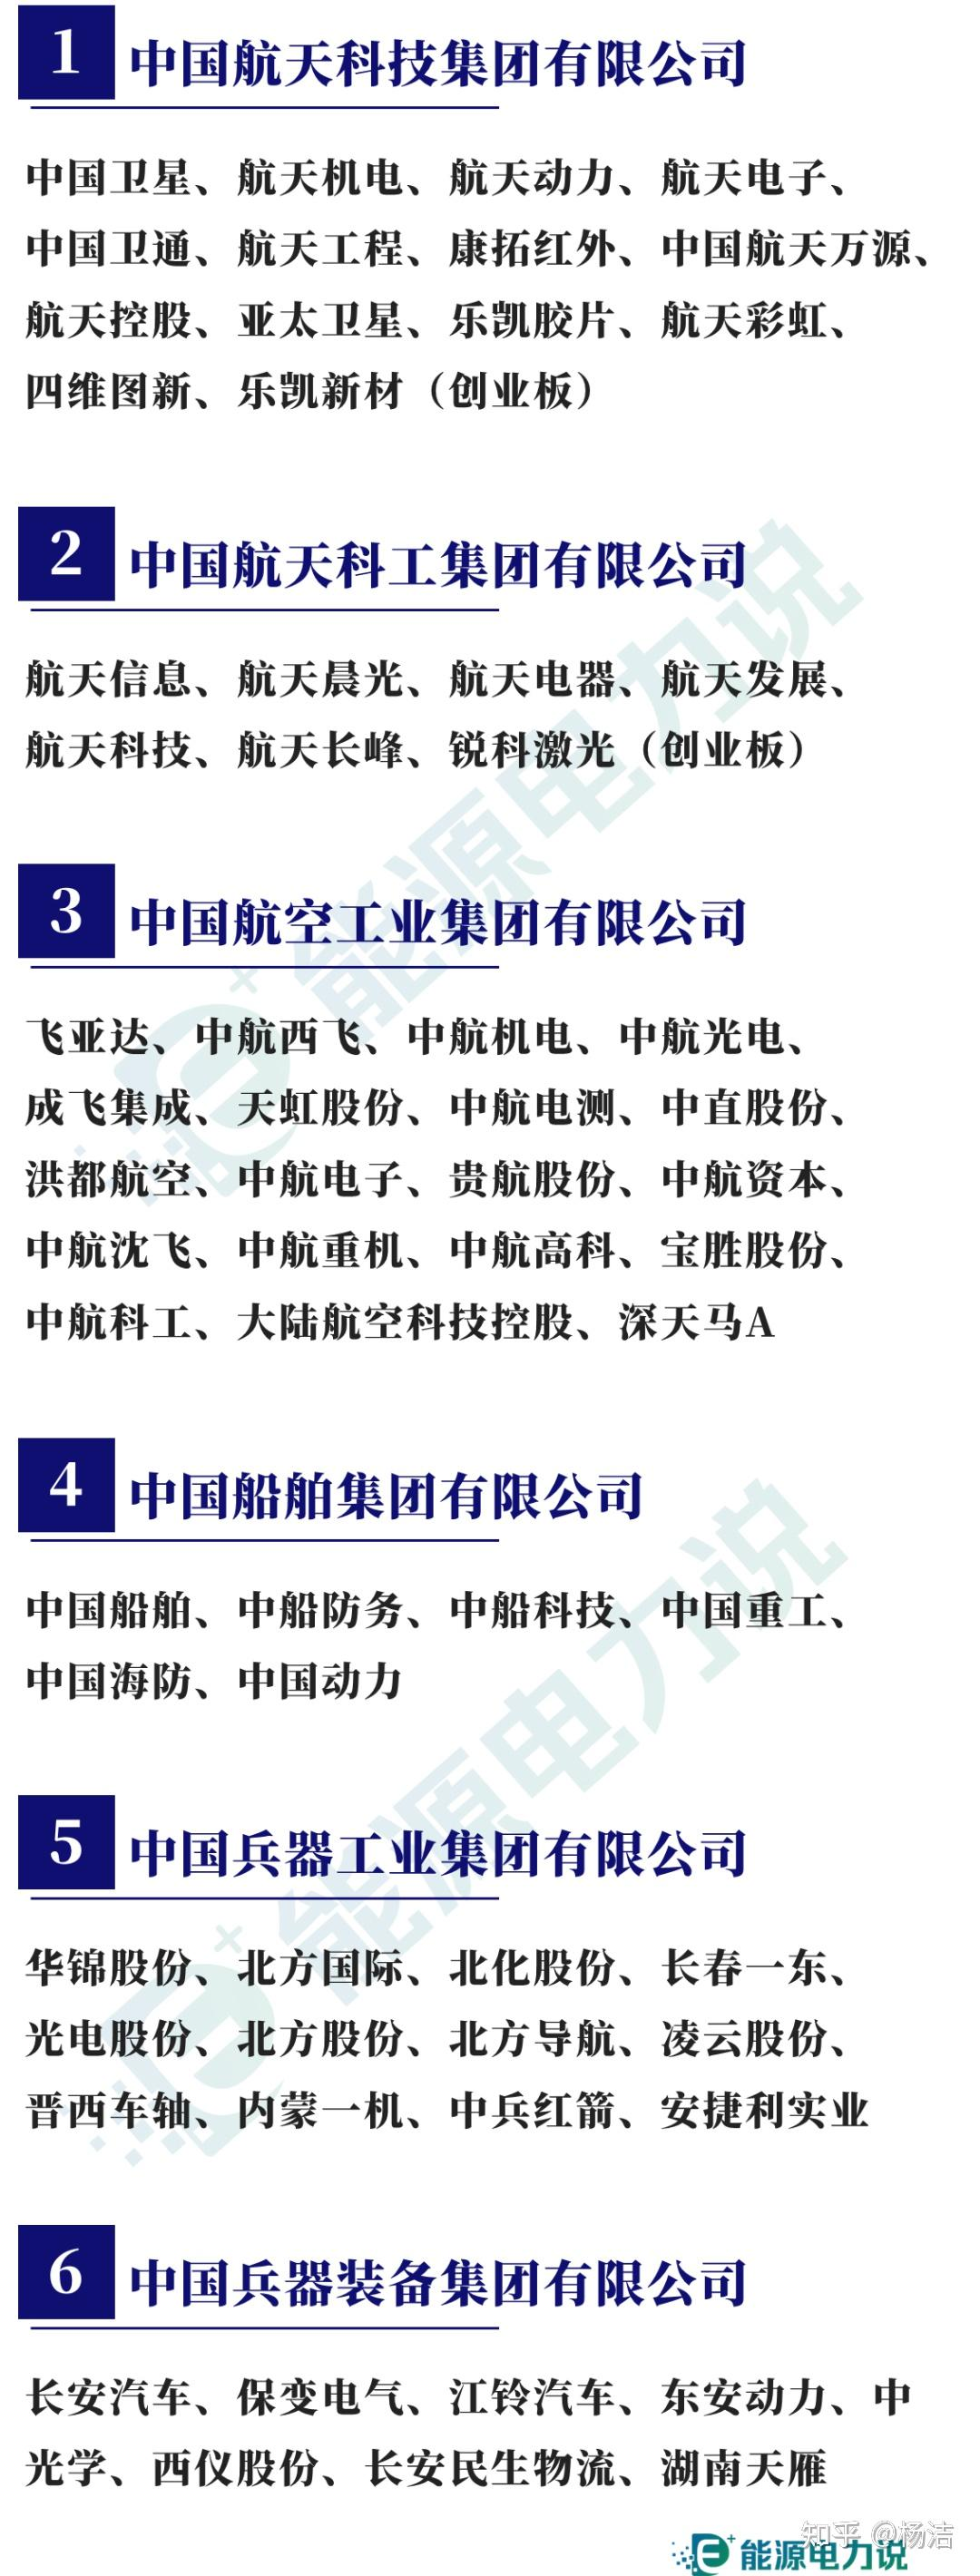 1 中国航天科技集团有限公司
中国卫星、航天机电、航天动力、航天电子、
中国卫通、航天工程、康拓红外、中国航天万源、
航天控股、亚太卫星、乐凯胶片、航天彩虹、
四维图新、乐凯新材（创业板）
2 中国航天科工集团有限公司
航天信息、航天晨光、航天电器、航天发展、
航天科技、航天长峰、锐科激光（创业板）
3 中国航空工业集团有限公司
飞亚达、中航西飞、中航机电、中航光电、
成飞集成、天虹股份、中航电测、中直股份、
洪都航空、中航电子、贵航股份、中航资本、
中航沈飞、中航重机、中航高科、宝胜股份、
中航科工、大陆航空科技控股、深天马A
4 中国船舶集团有限公司
中国船舶、中船防务、中船科技、中国重工、
中国海防、中国动力
5 中国兵器工业集团有限公司
华锦股份、北方国际、北化股份、长春一东、
光电股份、北方股份、北方导航、凌云股份、
晋西车轴、内蒙一机、中兵红箭、安捷利实业
6 中国兵器装备集团有限公司
长安汽车、保变电气、江铃汽车、东安动力、中
光学、西仪股份、长安民生物流、湖南天雁
知乎 @杨洁
E+ 能源电力说
E+ 能源电力说
E+ 能源电力说